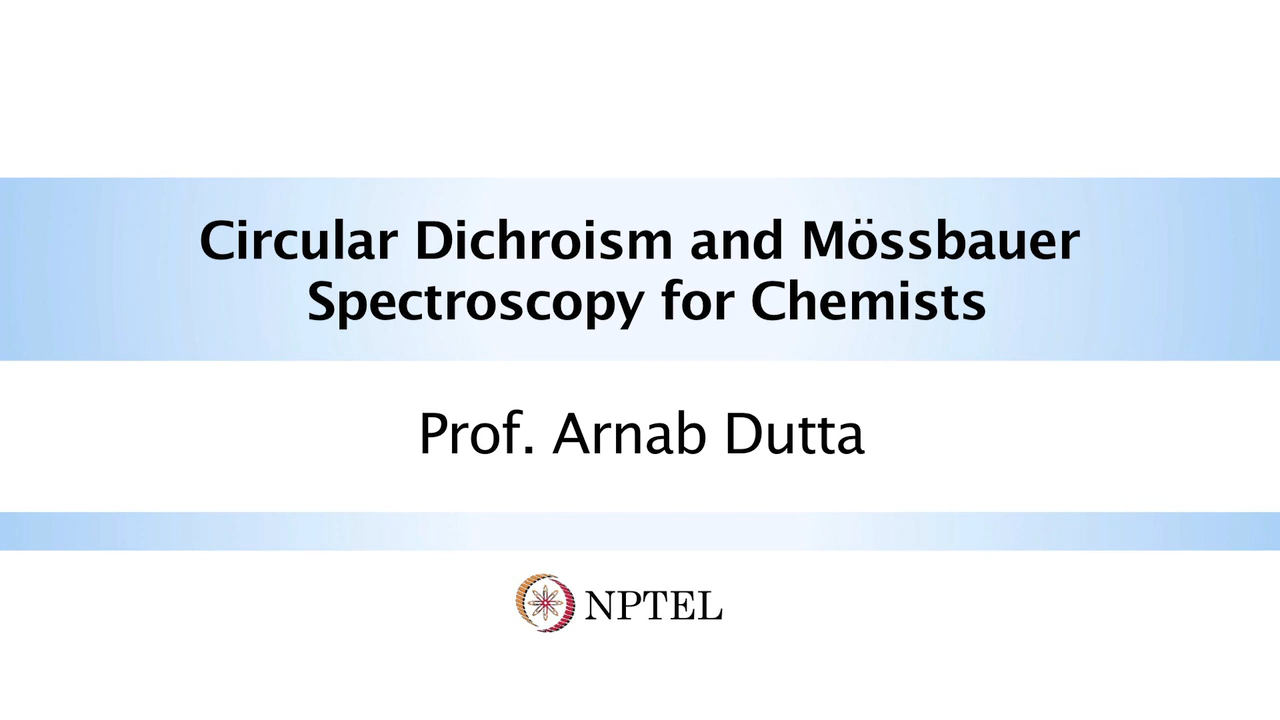 Circular Dichroism and Mössbauer
Spectroscopy for Chemists
Prof. Arnab Dutta
NPTEL